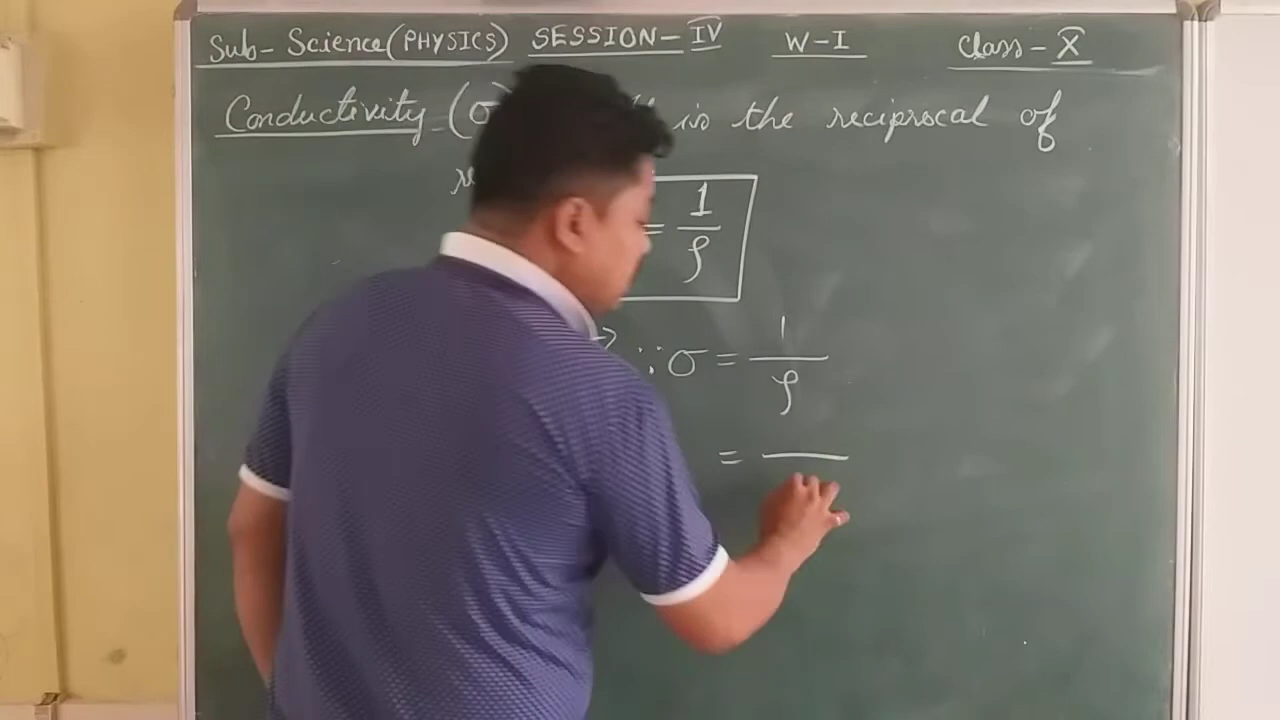 Sub- Science(PHYSICS) SESSION-IV W-I Class-X
Conductivity (σ) is the reciprocal of
= 1/ρ
∴ σ = 1/ρ
=